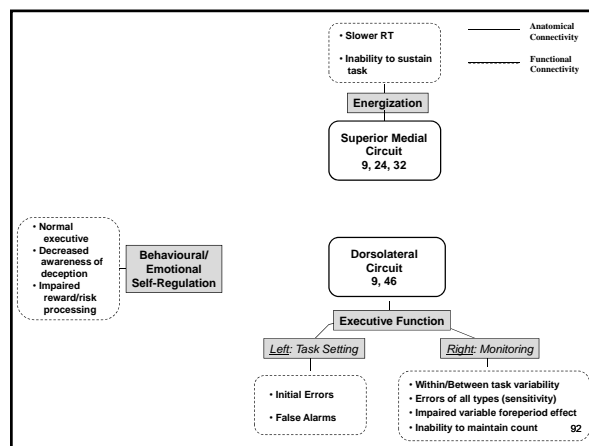 • Slower RT
• Inability to sustain
task
Anatomical
Connectivity
Functional
Connectivity
Energization
Superior Medial
Circuit
9, 24, 32
• Normal
executive
• Decreased
awareness of
deception
• Impaired
reward/risk
processing
Behavioural/
Emotional
Self-Regulation
Dorsolateral
Circuit
9, 46
Executive Function
Left: Task Setting
Right: Monitoring
• Initial Errors
• False Alarms
• Within/Between task variability
• Errors of all types (sensitivity)
• Impaired variable foreperiod effect
• Inability to maintain count
92